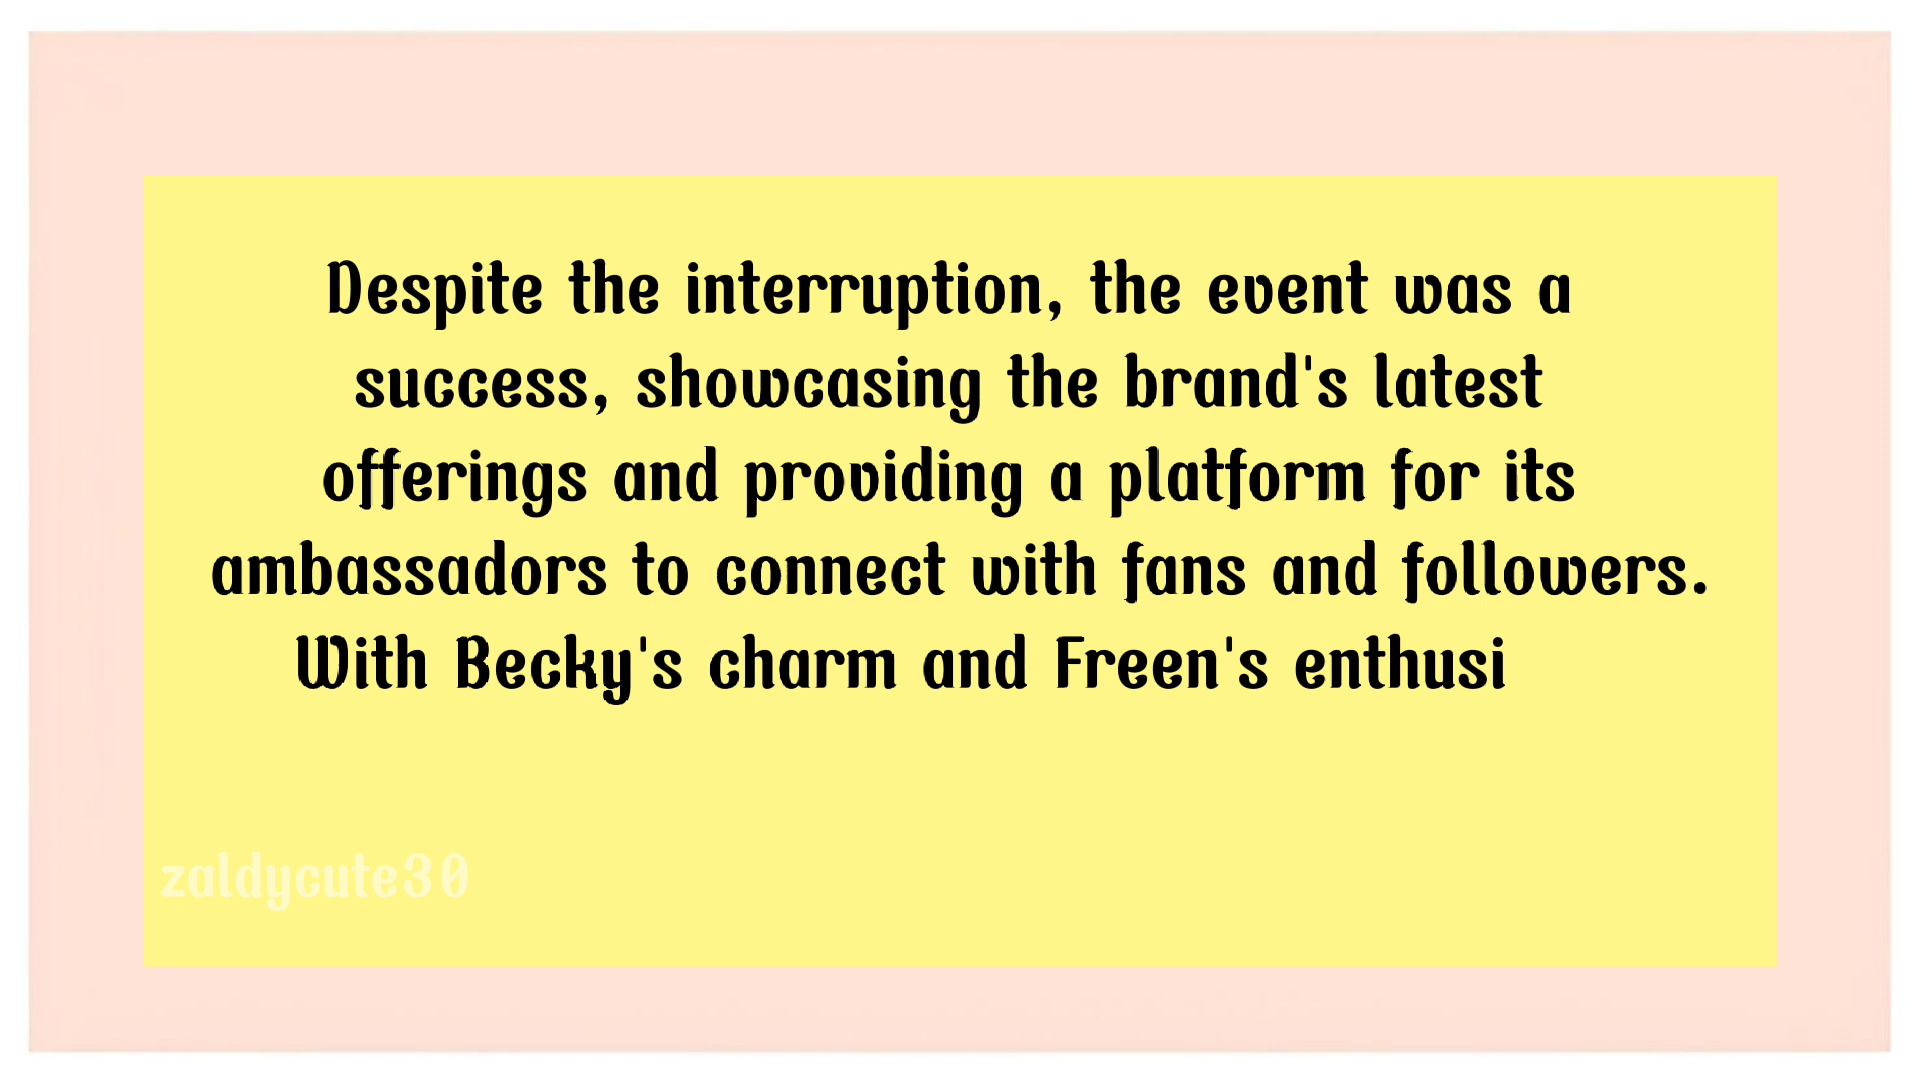 Despite the interruption, the event was a
success, showcasing the brand's latest
offerings and providing a platform for its
ambassadors to connect with fans and followers.
With Becky's charm and Freen's enthusi
zaldycute30